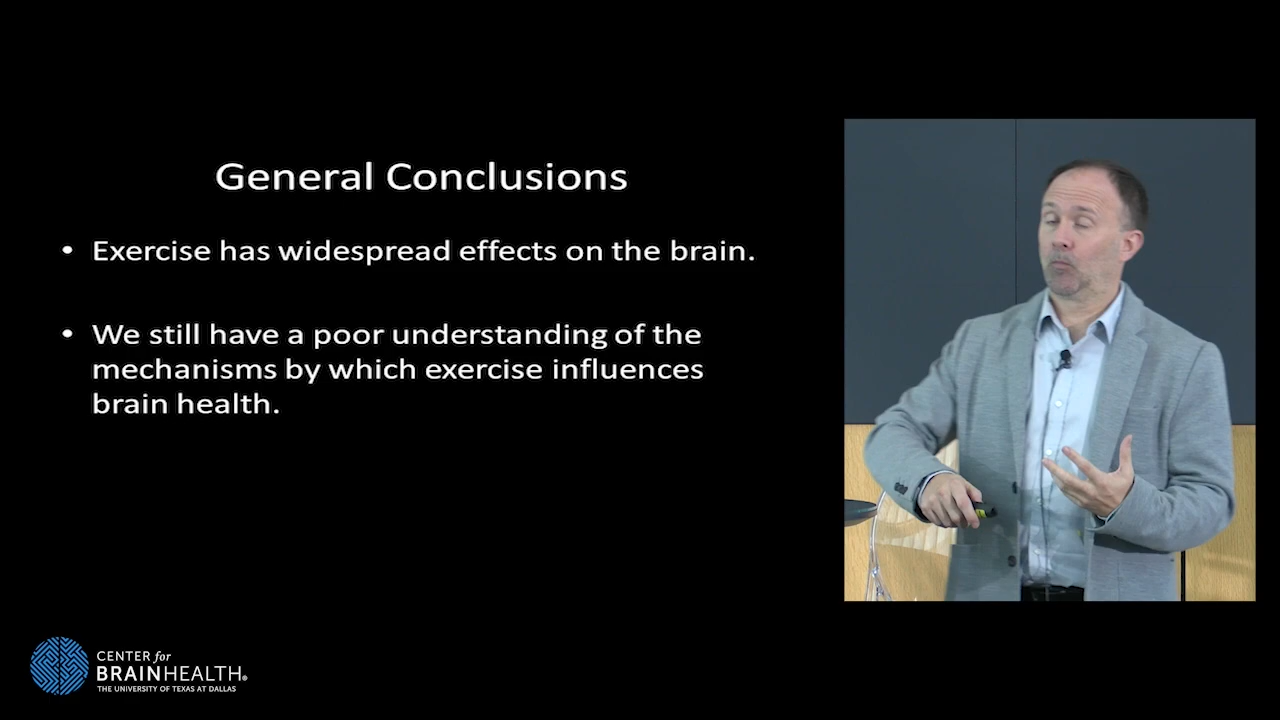 General Conclusions
• Exercise has widespread effects on the brain.
• We still have a poor understanding of the
mechanisms by which exercise influences
brain health.
CENTER for
BRAINHEALTH®
THE UNIVERSITY OF TEXAS AT DALLAS